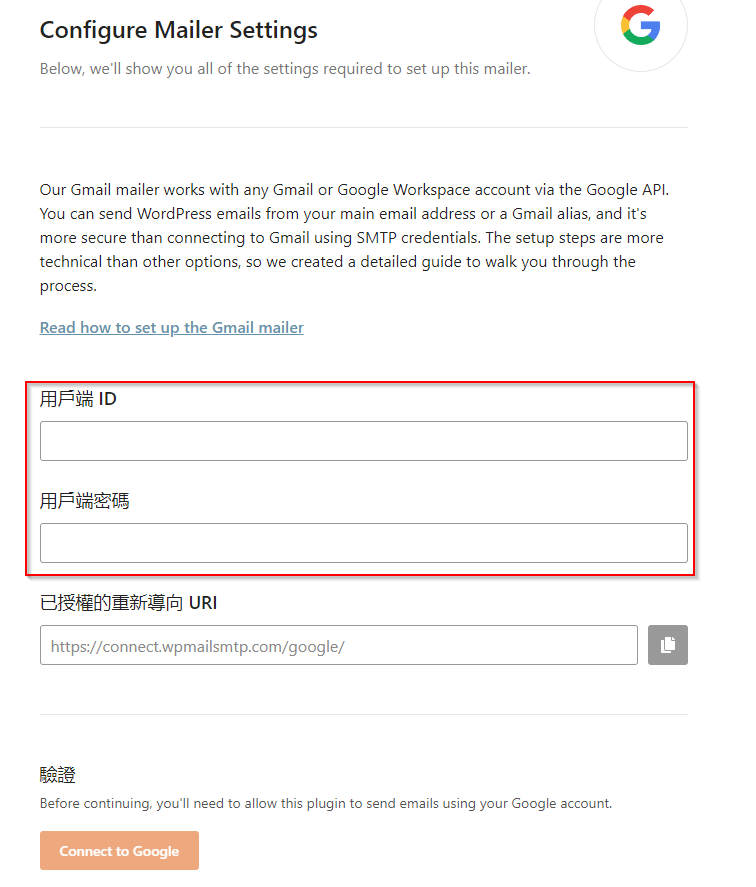 Configure Mailer Settings
Below, we'll show you all of the settings required to set up this mailer.
Our Gmail mailer works with any Gmail or Google Workspace account via the Google API.
You can send WordPress emails from your main email address or a Gmail alias, and it's
more secure than connecting to Gmail using SMTP credentials. The setup steps are more
technical than other options, so we created a detailed guide to walk you through the
process.
Read how to set up the Gmail mailer
用戶端 ID
用戶端密碼
已授權的重新導向 URI
https://connect.wpmailsmtp.com/google/
驗證
Before continuing, you'll need to allow this plugin to send emails using your Google account.
Connect to Google